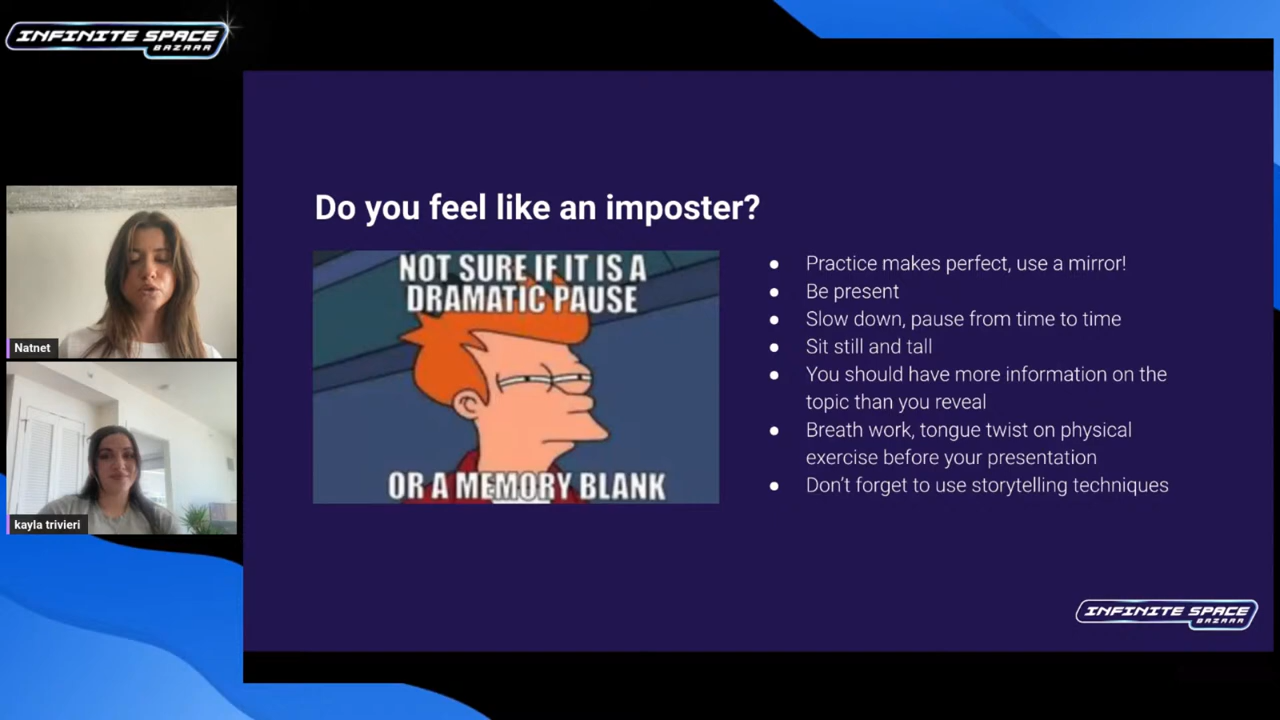 INFINITE SPACE
BAZAAR
Natnet
kayla trivieri
Do you feel like an imposter?
NOT SURE IF IT IS A
DRAMATIC PAUSE
OR A MEMORY BLANK
● Practice makes perfect, use a mirror!
● Be present
● Slow down, pause from time to time
● Sit still and tall
● You should have more information on the
topic than you reveal
● Breath work, tongue twist on physical
exercise before your presentation
● Don't forget to use storytelling techniques
INFINITE SPACE
BAZAAR